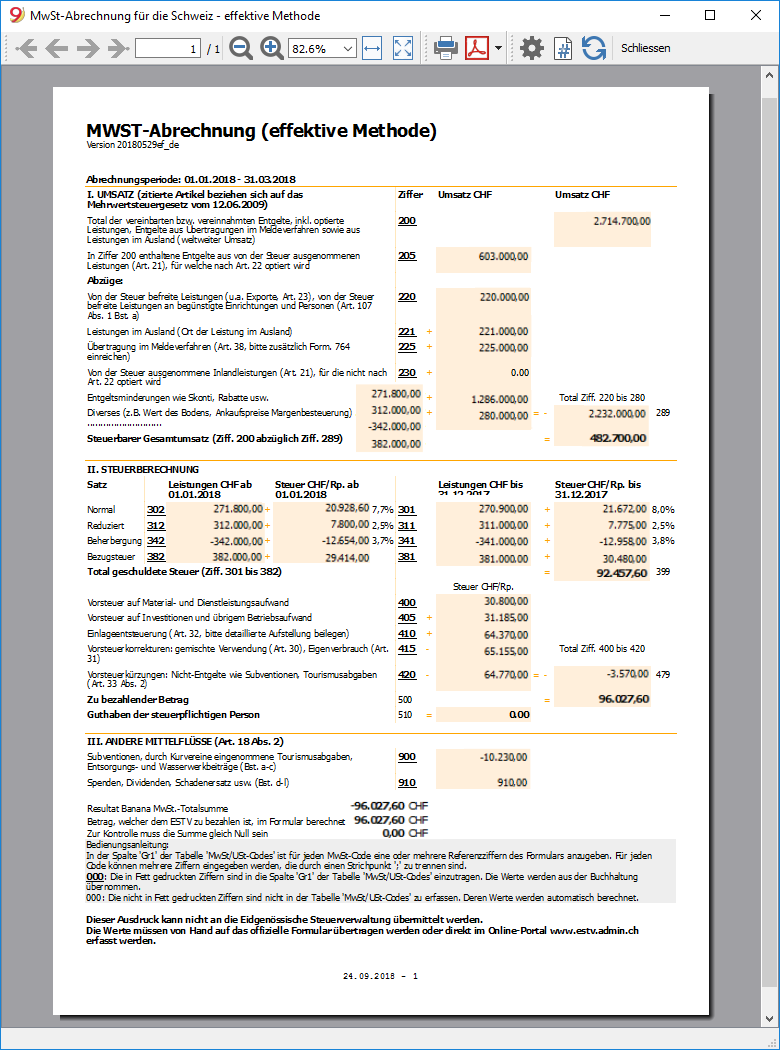 MwSt-Abrechnung für die Schweiz - effektive Methode
1 / 1 82.6% Schliessen
MWST-Abrechnung (effektive Methode)
Version 20180529ef_de
Abrechnungsperiode: 01.01.2018 - 31.03.2018
I. UMSATZ (zitierte Artikel beziehen sich auf das Ziffer Umsatz CHF Umsatz CHF
Mehrwertsteuergesetz vom 12.06.2009)
Total der vereinbarten bzw. vereinnahmten Entgelte, inkl. optierte 200 2.714.700,00
Leistungen, Entgelte aus Übertragungen im Meldeverfahren sowie aus
Leistungen im Ausland (weltweiter Umsatz)
In Ziffer 200 enthaltene Entgelte aus von der Steuer ausgenommenen 205 603.000,00
Leistungen (Art. 21), für welche nach Art. 22 optiert wird
Abzüge:
Von der Steuer befreite Leistungen (u.a. Exporte, Art. 23), von der Steuer 220 220.000,00
befreite Leistungen an begünstigte Einrichtungen und Personen (Art. 107
Abs. 1 Bst. a)
Leistungen im Ausland (Ort der Leistung im Ausland) 221 + 221.000,00
Übertragung im Meldeverfahren (Art. 38, bitte zusätzlich Form. 764 225 + 225.000,00
einreichen)
Von der Steuer ausgenommene Inlandleistungen (Art. 21), für die nicht nach 230 + 0.00
Art. 22 optiert wird
Entgeltsminderungen wie Skonti, Rabatte usw. 271.800,00 + 1.286.000,00 Total Ziff. 220 bis 280
Diverses (z.B. Wert des Bodens, Ankaufspreise Margenbesteuerung) 312.000,00 + 280.000,00 = - 2.232.000,00 289
........................... -342.000,00
Steuerbarer Gesamtumsatz (Ziff. 200 abzüglich Ziff. 289) 382.000,00 = 482.700,00
II. STEUERBERECHNUNG
Satz Leistungen CHF ab Steuer CHF/Rp. ab Leistungen CHF bis Steuer CHF/Rp. bis
01.01.2018 01.01.2018 31.12.2017 31.12.2017
Normal 302 271.800,00 + 20.928,60 7,7% 301 270.900,00 + 21.672,00 8,0%
Reduziert 312 312.000,00 + 7.800,00 2,5% 311 311.000,00 + 7.775,00 2,5%
Beherbergung 342 -342.000,00 + -12.654,00 3,7% 341 -341.000,00 + -12.958,00 3,8%
Bezugsteuer 382 382.000,00 + 29.414,00 381 381.000,00 + 30.480,00
Total geschuldete Steuer (Ziff. 301 bis 382) = 92.457,60 399
Steuer CHF/Rp.
Vorsteuer auf Material- und Dienstleistungsaufwand 400 30.800,00
Vorsteuer auf Investitionen und übrigem Betriebsaufwand 405 + 31.185,00
Einlageentsteuerung (Art. 32, bitte detaillierte Aufstellung beilegen) 410 + 64.370,00
Vorsteuerkorrekturen: gemischte Verwendung (Art. 30), Eigenverbrauch (Art. 415 - 65.155,00 Total Ziff. 400 bis 420
31)
Vorsteuerkürzungen: Nicht-Entgelte wie Subventionen, Tourismusabgaben 420 - 64.770,00 = - -3.570,00 479
(Art. 33 Abs. 2)
Zu bezahlender Betrag 500 = 96.027,60
Guthaben der steuerpflichtigen Person 510 = 0.00
III. ANDERE MITTELFLÜSSE (Art. 18 Abs. 2)
Subventionen, durch Kurvereine eingenommene Tourismusabgaben, 900 -10.230,00
Entsorgungs- und Wasserwerkbeiträge (Bst. a-c)
Spenden, Dividenden, Schadenersatz usw. (Bst. d-l) 910 910,00
Resultat Banana MwSt.-Totalsumme -96.027,60 CHF
Betrag, welcher dem ESTV zu bezahlen ist, im Formular berechnet 96.027,60 CHF
Zur Kontrolle muss die Summe gleich Null sein 0,00 CHF
Bedienungsanleitung:
In der Spalte 'Gr1' der Tabelle 'MwSt/USt-Codes' ist für jeden MwSt-Code eine oder mehrere Referenzziffern des Formulars anzugeben. Für jeden
Code können mehrere Ziffern eingegeben werden, die durch einen Strichpunkt ';' zu trennen sind.
000: Die in Fett gedruckten Ziffern sind in die Spalte 'Gr1' der Tabelle 'MwSt/USt-Codes' einzutragen. Die Werte werden aus der Buchhaltung
übernommen.
000: Die nicht in Fett gedruckten Ziffern sind nicht in der Tabelle 'MwSt/USt-Codes' zu erfassen. Deren Werte werden automatisch berechnet.
Dieser Ausdruck kann nicht an die Eidgenössische Steuerverwaltung übermittelt werden.
Die Werte müssen von Hand auf das offizielle Formular übertragen werden oder direkt im Online-Portal www.estv.admin.ch
erfasst werden.
24.09.2018 - 1